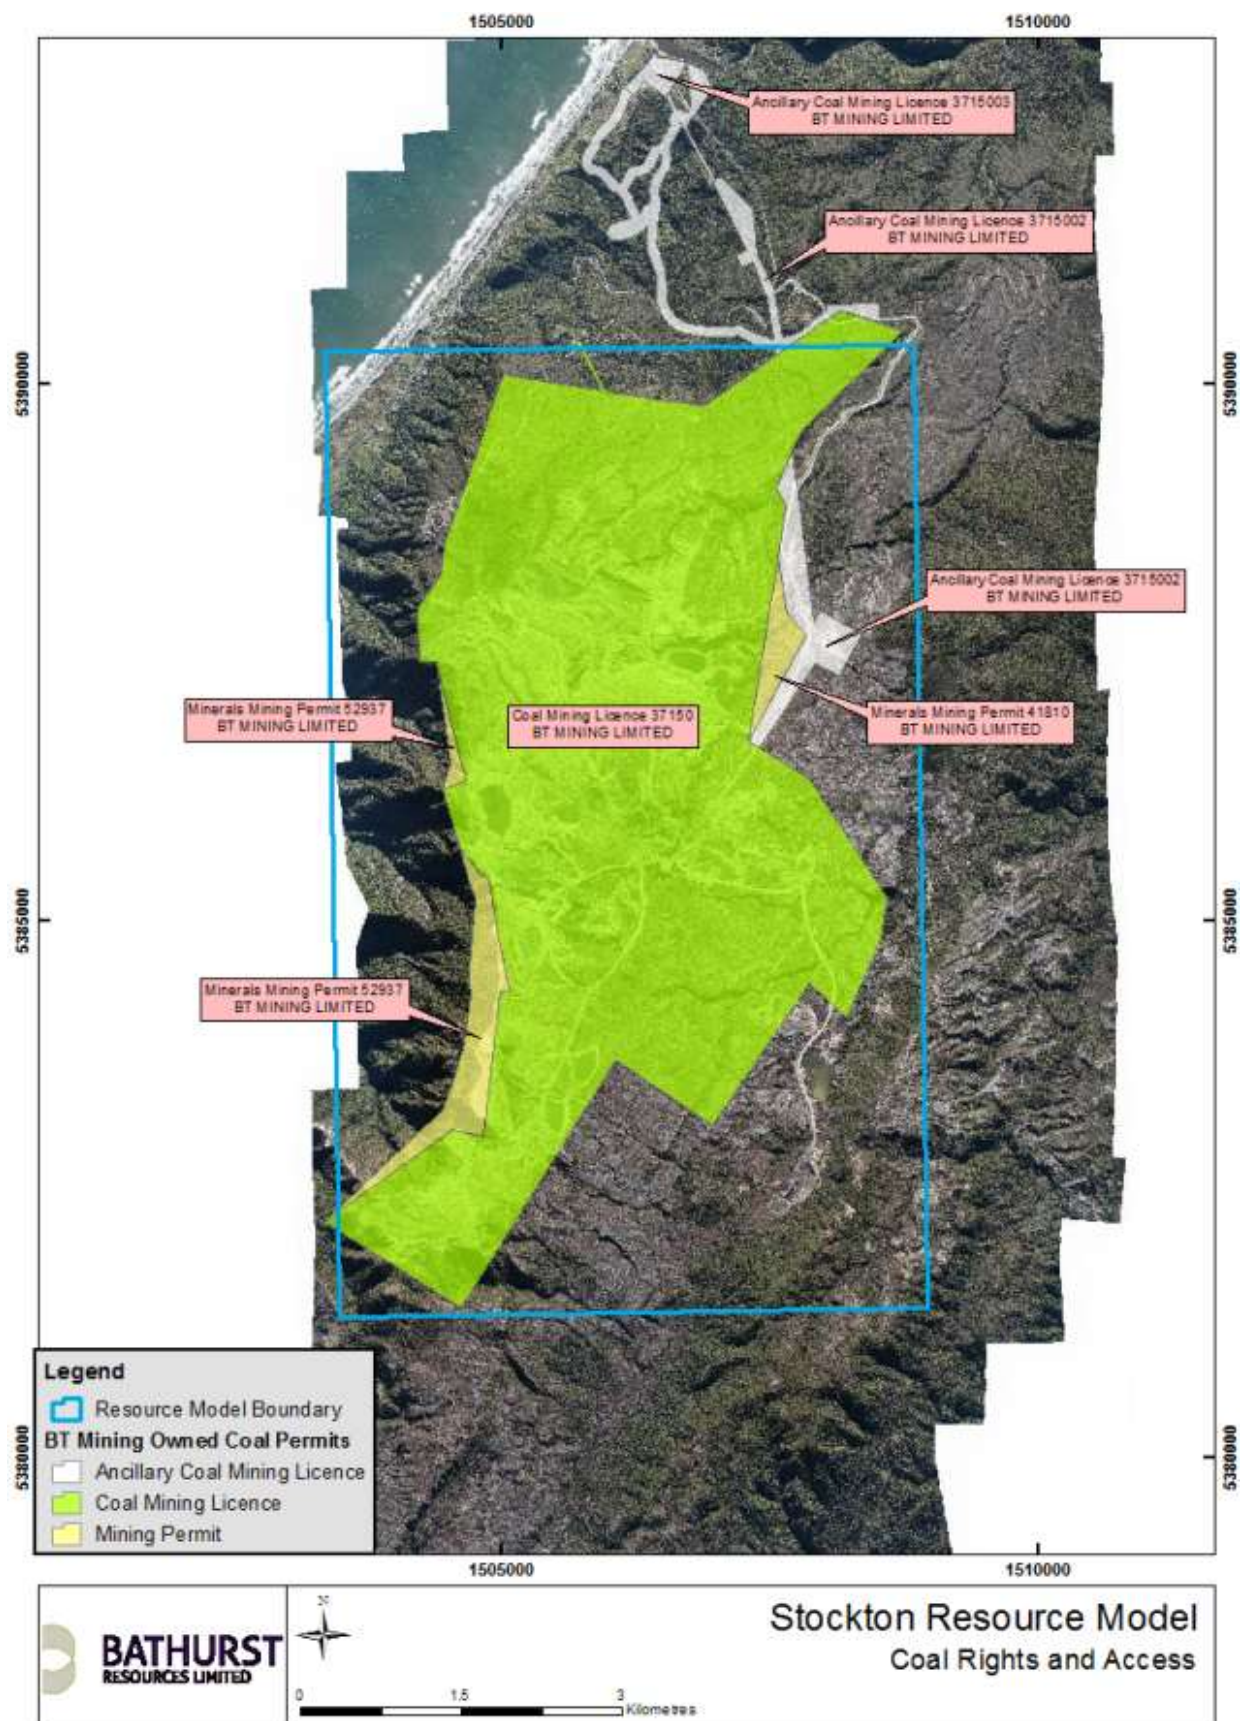 1505000
1510000
Ancillary Coal Mining Licence 3715003
BT MINING LIMITED
Ancillary Coal Mining Licence 3715002
BT MINING LIMITED
5390000
5390000
Ancillary Coal Mining Licence 3715002
BT MINING LIMITED
Minerals Mining Permit 52937
BT MINING LIMITED
Coal Mining Licence 37150
BT MINING LIMITED
Minerals Mining Permit 41810
BT MINING LIMITED
5385000
5385000
Minerals Mining Permit 52937
BT MINING LIMITED
Legend
Resource Model Boundary
BT Mining Owned Coal Permits
Ancillary Coal Mining Licence
Coal Mining Licence
Mining Permit
5380000
5380000
1505000
1510000
BATHURST
RESOURCES LIMITED
N
0 1.5 3
Kilometres
Stockton Resource Model
Coal Rights and Access